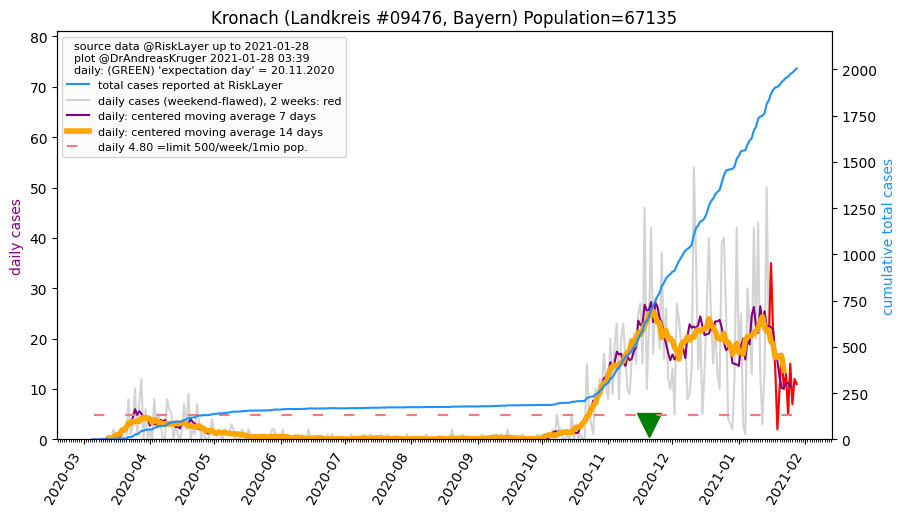 Kronach (Landkreis #09476, Bayern) Population=67135
source data @RiskLayer up to 2021-01-28
plot @DrAndreasKruger 2021-01-28 03:39
daily: (GREEN) 'expectation day' = 20.11.2020
total cases reported at RiskLayer
daily cases (weekend-flawed), 2 weeks: red
daily: centered moving average 7 days
daily: centered moving average 14 days
daily 4.80 =limit 500/week/1mio pop.
daily cases
80
70
60
50
40
30
20
10
0
cumulative total cases
2000
1750
1500
1250
1000
750
500
250
0
2020-03
2020-04
2020-05
2020-06
2020-07
2020-08
2020-09
2020-10
2020-11
2020-12
2021-01
2021-02